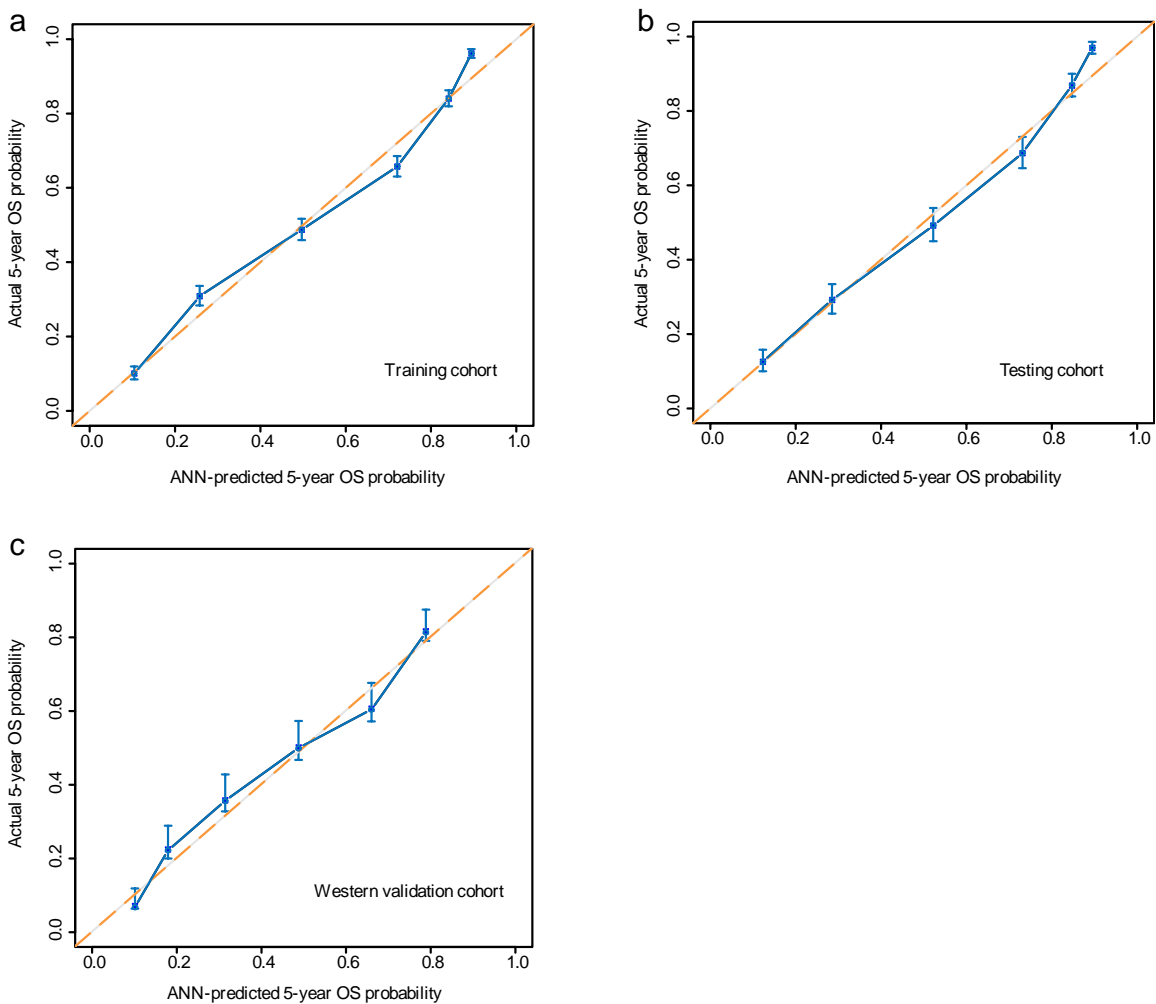 a
Actual 5-year OS probability
1.0
0.8
0.6
0.4
0.2
0.0
Training cohort
0.0 0.2 0.4 0.6 0.8 1.0
ANN-predicted 5-year OS probability
b
Actual 5-year OS probability
1.0
0.8
0.6
0.4
0.2
0.0
Testing cohort
0.0 0.2 0.4 0.6 0.8 1.0
ANN-predicted 5-year OS probability
c
Actual 5-year OS probability
1.0
0.8
0.6
0.4
0.2
0.0
Western validation cohort
0.0 0.2 0.4 0.6 0.8 1.0
ANN-predicted 5-year OS probability